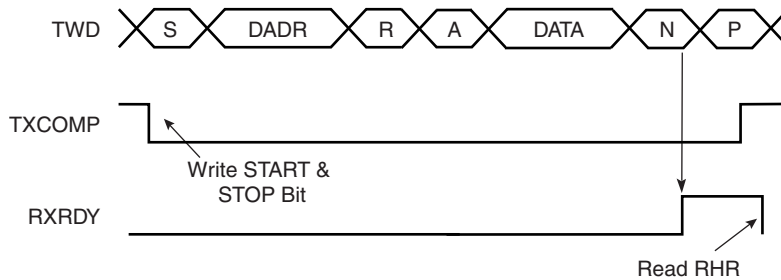 TWD S DADR R A DATA N P
TXCOMP
Write START &
STOP Bit
RXRDY
Read RHR